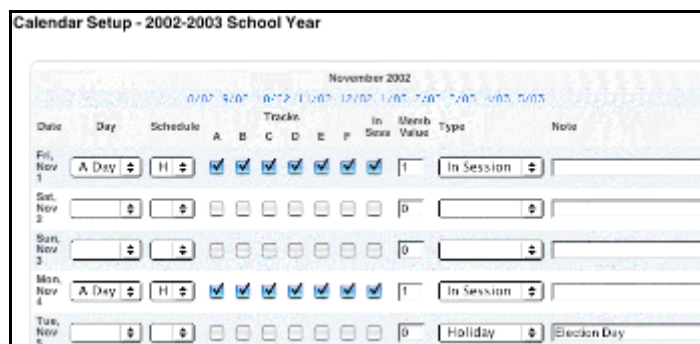 Calendar Setup - 2002-2003 School Year
November 2002
Tracks
In Memb
Date Day Schedule A B C D E F Sess Value Type Note
Fri, Nov 1 A Day H 1 In Session
Sat, Nov 2 0
Sun, Nov 3 0
Mon, Nov 4 A Day H 1 In Session
Tue, Nov 0 Holiday Election Day